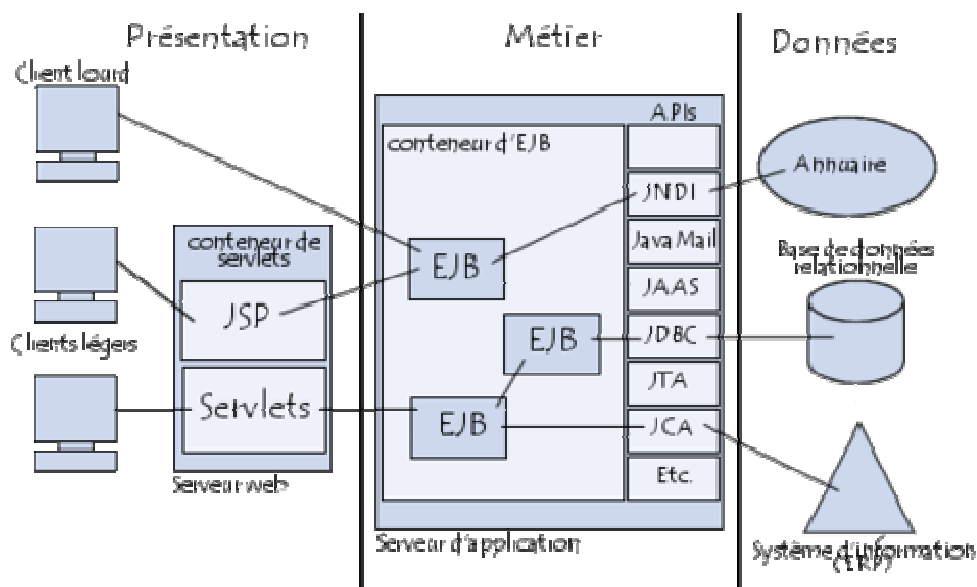 Présentation
Métier
Données
Client lourd
Clients légers
conteneur de
servlets
JSP
Servlets
Serveur web
conteneur d'EJB
EJB
EJB
EJB
APIs
JNDI
Java Mail
JAAS
JDBC
JTA
JCA
Etc.
Serveur d'application
Annuaire
Base de données
relationnelle
Système d'information
(ERP)